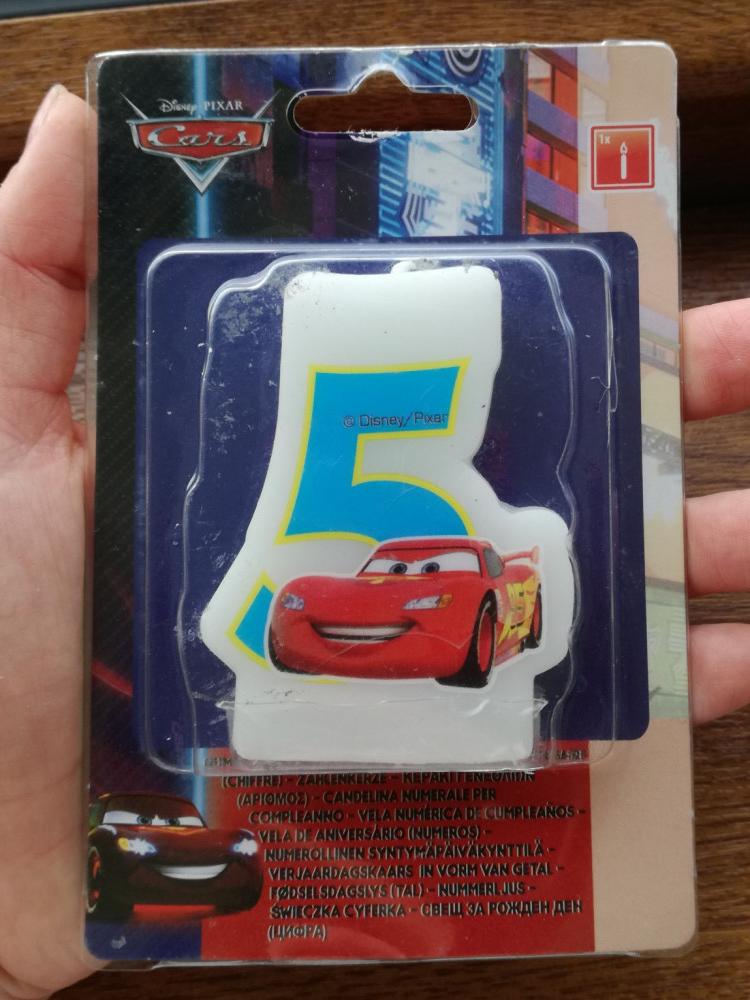 Disney PIXAR
Cars
1x
5
© Disney/Pixar
(CHIFFRE) - ZAHLENKERZE - ΚΕΡΑΚΙ ΓΕΝΕΘΛΙΩΝ
(ΑΡΙΘΜΟΣ) - CANDELINA NUMERALE PER
COMPLEANNO - VELA NUMÉRICA DE CUMPLEAÑOS -
VELA DE ANIVERSÁRIO (NUMEROS) -
NUMEROLLINEN SYNTYMÄPÄIVÄKYNTTILÄ -
VERJAARDAGSKAARS IN VORM VAN GETAL -
FØDSELSDAGSLYS (TAL) - NUMMERLJUS -
ŚWIECZKA CYFERKA - СВЕЩ ЗА РОЖДЕН ДЕН
(ЦИФРА)